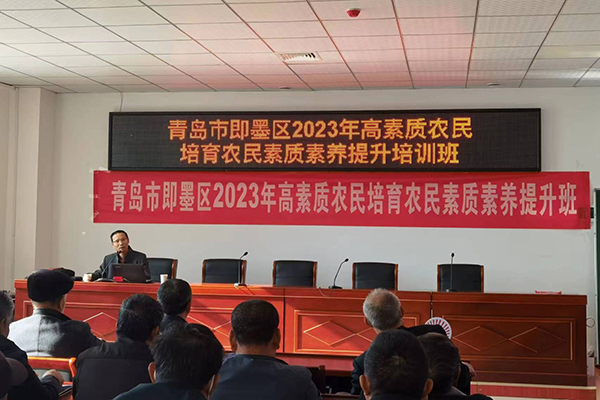 青岛市即墨区2023年高素质农民
培育农民素质素养提升培训班
青岛市即墨区2023年高素质农民培育农民素质素养提升班